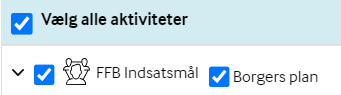 Vælg alle aktiviteter
FFB Indsatsmål Borgers plan